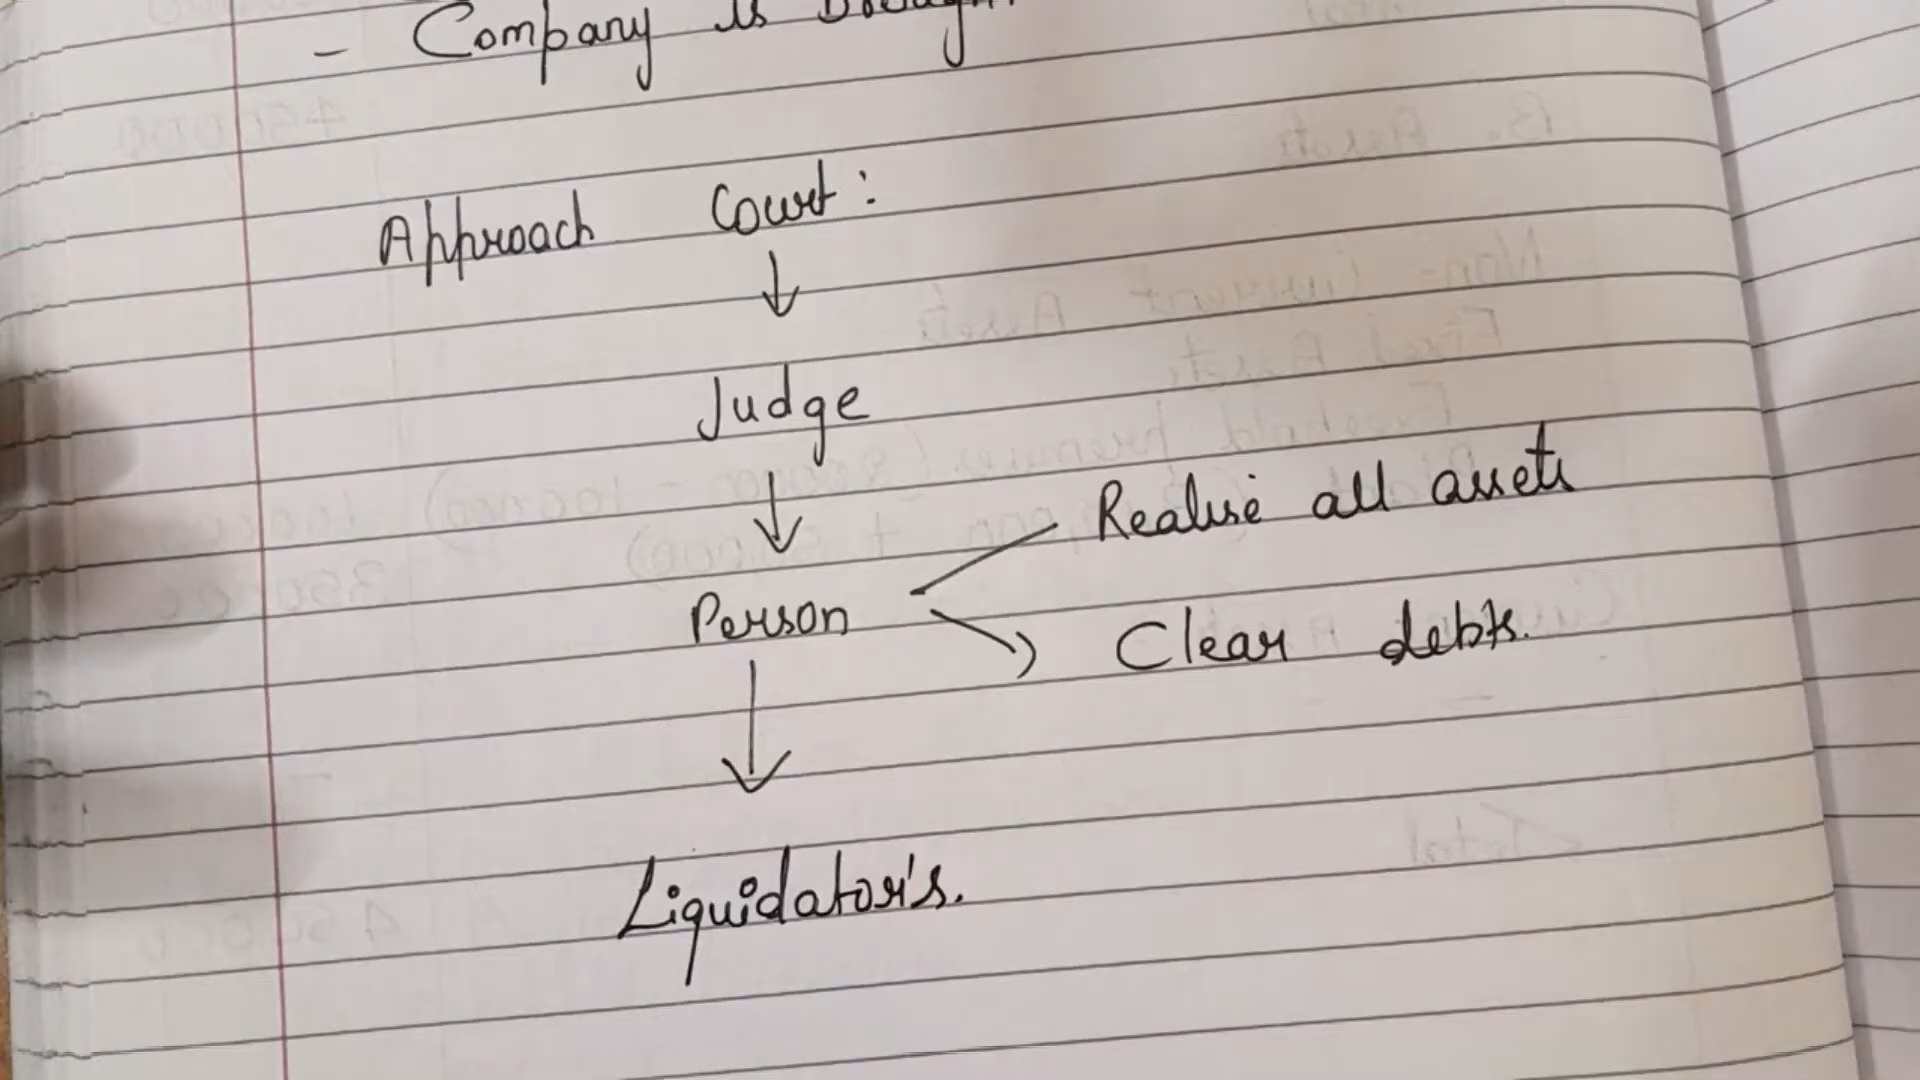 - Company is
Approach Court:
↓
Judge
↓
Person
Realise all assets
Clear debts.
↓
Liquidator's.